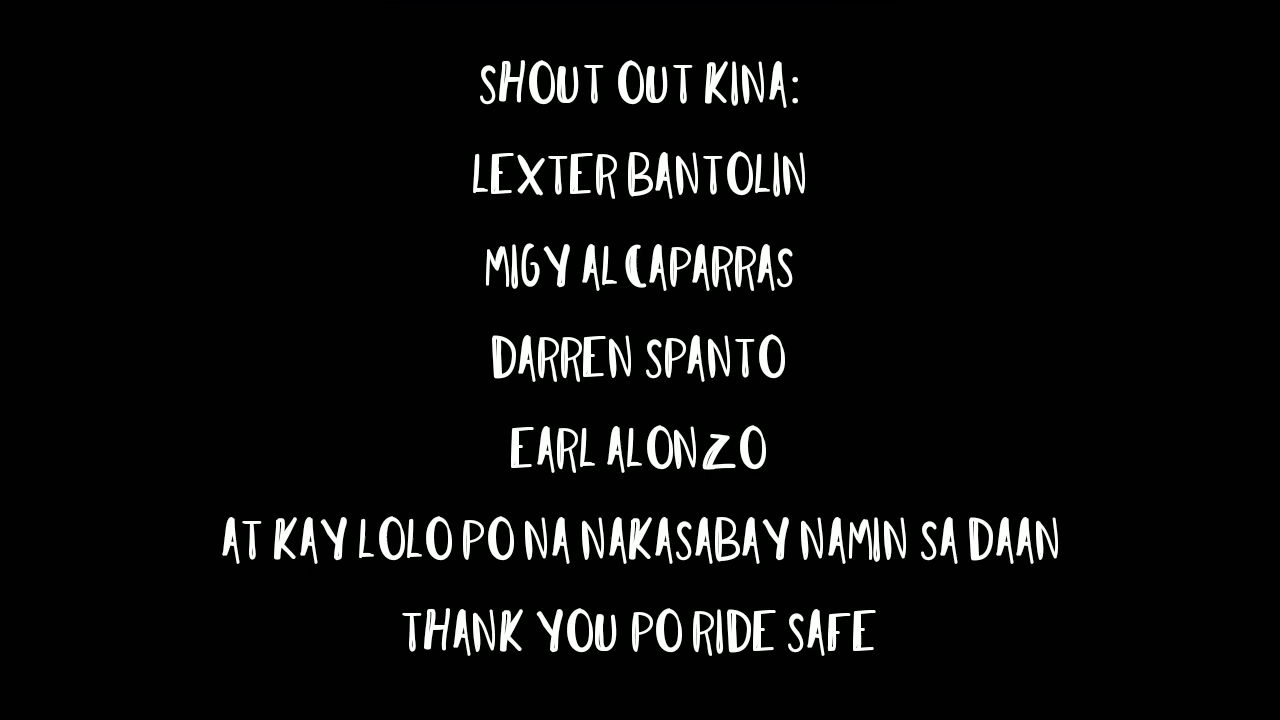 SHOUT OUT KINA:
LEXTER BANTOLIN
MIGY ALCAPARRAS
DARREN SPANTO
EARL ALONZO
AT KAY LOLO PO NA NAKASABAY NAMIN SA DAAN
THANK YOU PO RIDE SAFE